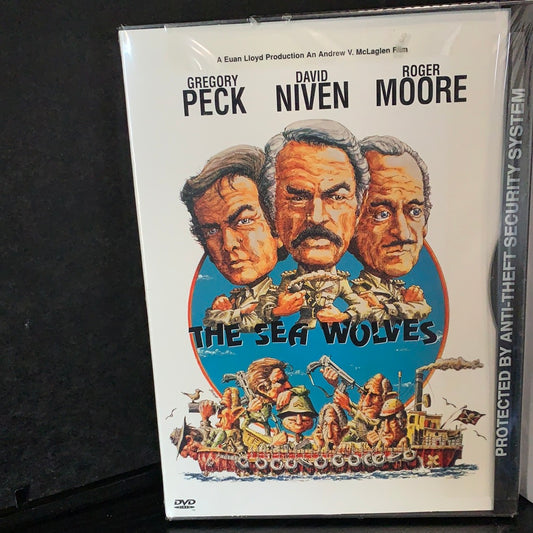 A Euan Lloyd Production An Andrew V. McLaglen Film
GREGORY PECK
DAVID NIVEN
ROGER MOORE
THE SEA WOLVES
DVD
PROTECTED BY ANTI-THEFT SECURITY SYSTEM